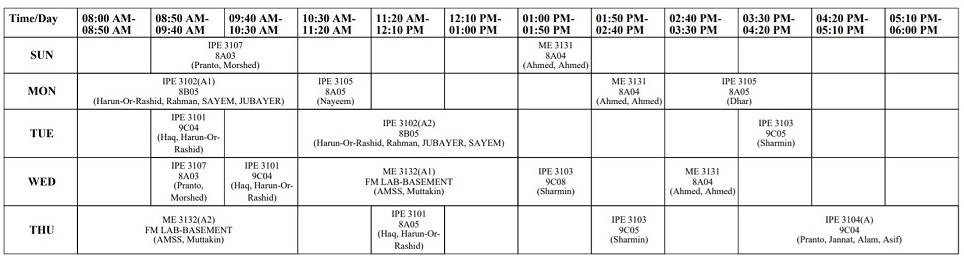 Time/Day 08:00 AM- 08:50 AM- 09:40 AM- 10:30 AM- 11:20 AM- 12:10 PM- 01:00 PM- 01:50 PM- 02:40 PM- 03:30 PM- 04:20 PM- 05:10 PM-
08:50 AM 09:40 AM 10:30 AM 11:20 AM 12:10 PM 01:00 PM 01:50 PM 02:40 PM 03:30 PM 04:20 PM 05:10 PM 06:00 PM
SUN
IPE 3107
8A03
(Pranto, Morshed)
ME 3131
8A04
(Ahmed, Ahmed)
MON
IPE 3102(A1)
8B05
(Harun-Or-Rashid, Rahman, SAYEM, JUBAYER)
IPE 3105
8A05
(Nayeem)
ME 3131
8A04
(Ahmed, Ahmed)
IPE 3105
8A05
(Dhar)
TUE
IPE 3101
9C04
(Haq, Harun-Or-
Rashid)
IPE 3102(A2)
8B05
(Harun-Or-Rashid, Rahman, JUBAYER, SAYEM)
IPE 3103
9C05
(Sharmin)
WED
IPE 3107
8A03
(Pranto,
Morshed)
IPE 3101
9C04
(Haq, Harun-Or-
Rashid)
ME 3132(A1)
FM LAB-BASEMENT
(AMSS, Muttakin)
IPE 3103
9C08
(Sharmin)
ME 3131
8A04
(Ahmed, Ahmed)
THU
ME 3132(A2)
FM LAB-BASEMENT
(AMSS, Muttakin)
IPE 3101
8A05
(Haq, Harun-Or-
Rashid)
IPE 3103
9C05
(Sharmin)
IPE 3104(A)
9C04
(Pranto, Jannat, Alam, Asif)